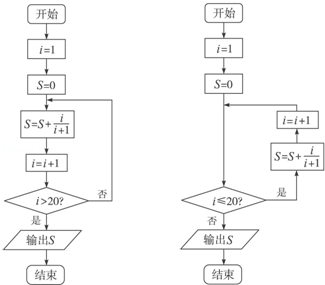 开始
i=1
S=0
S=S+i/(i+1)
i=i+1
i>20?
否
是
输出S
结束
开始
i=1
S=0
i=i+1
S=S+i/(i+1)
i≤20?
是
否
输出S
结束